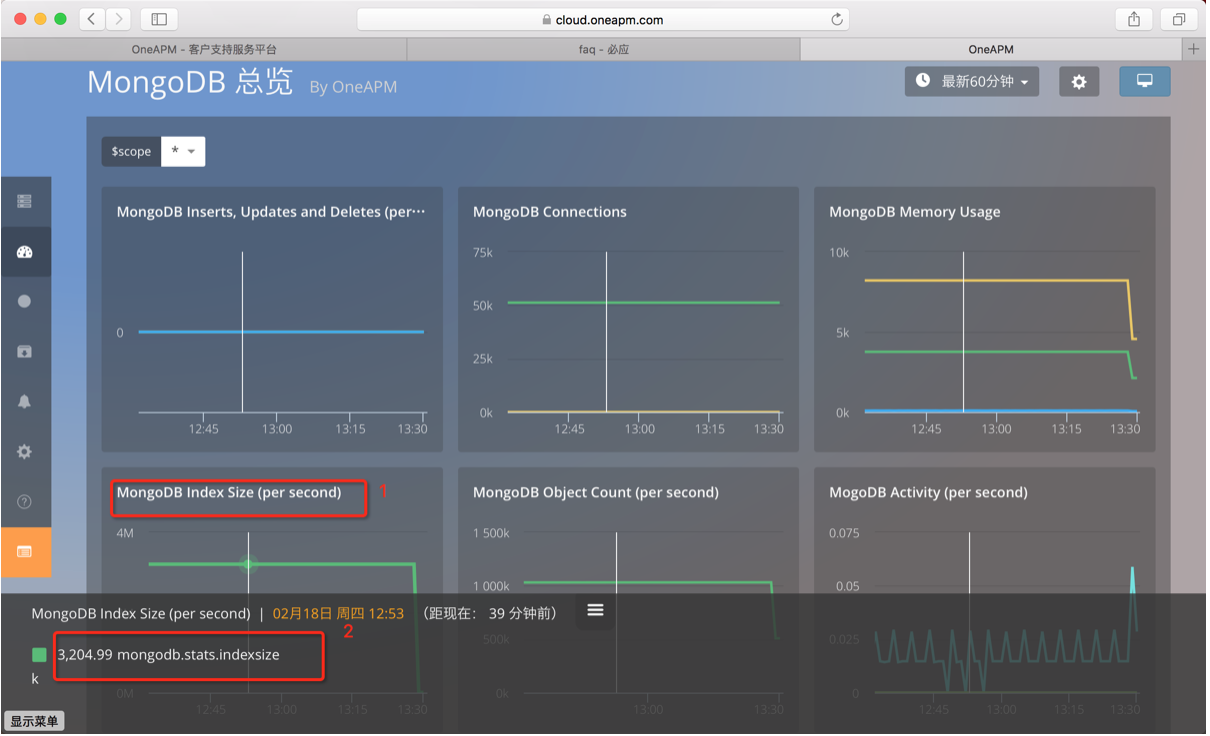 cloud.oneapm.com
OneAPM - 客户支持服务平台
faq - 必应
OneAPM
MongoDB 总览 By OneAPM
最新60分钟
$scope
*
MongoDB Inserts, Updates and Deletes (per···
0
12:45 13:00 13:15 13:30
MongoDB Connections
75k
50k
25k
0k
12:45 13:00 13:15 13:30
MongoDB Memory Usage
10k
5k
0k
12:45 13:00 13:15 13:30
MongoDB Index Size (per second)
1
4M
0M
12:45 13:00 13:15 13:30
MongoDB Object Count (per second)
1 500k
1 000k
500k
0k
13:00 13:30
MogoDB Activity (per second)
0.075
0.05
0.025
0
12:45 13:00 13:15 13:30
MongoDB Index Size (per second) | 02月18日 周四 12:53 （距现在： 39 分钟前）
2
3,204.99 mongodb.stats.indexsize
k
显示菜单